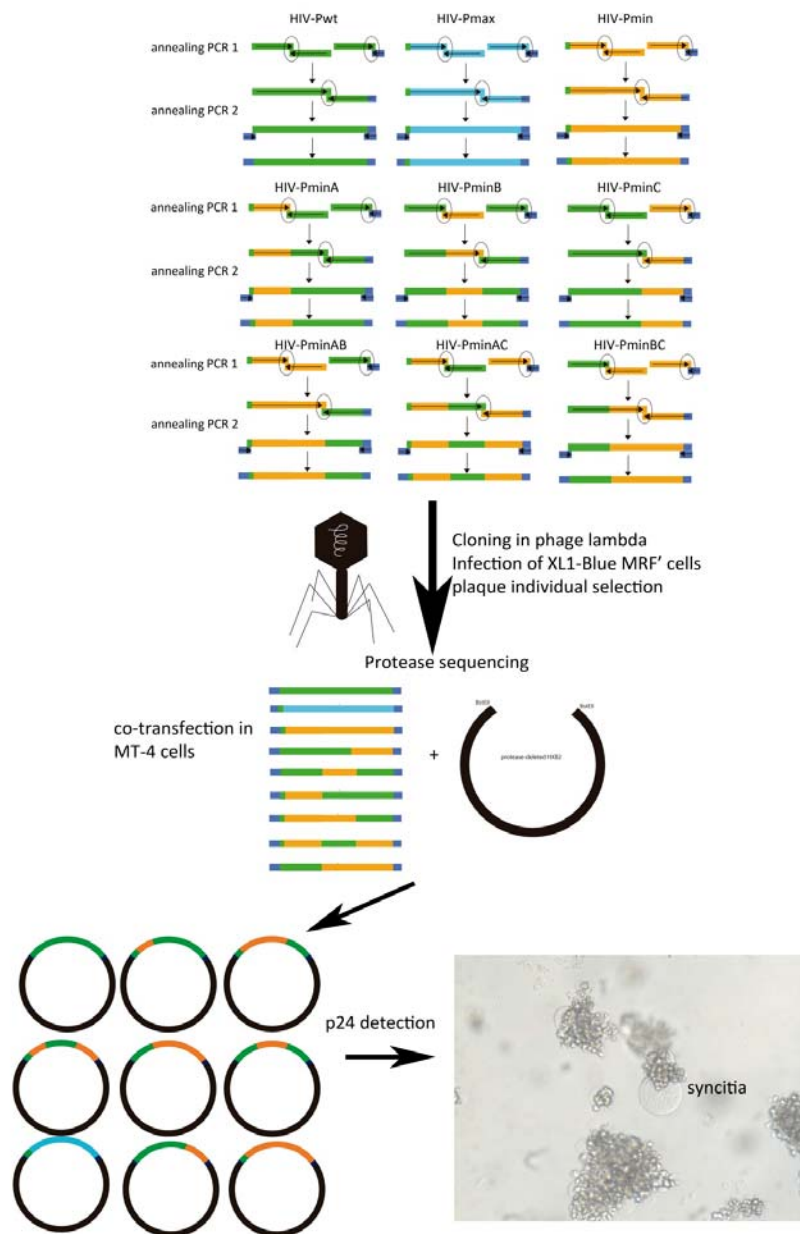 HIV-Pwt
HIV-Pmax
HIV-Pmin
annealing PCR 1
annealing PCR 2
HIV-PminA
HIV-PminB
HIV-PminC
annealing PCR 1
annealing PCR 2
HIV-PminAB
HIV-PminAC
HIV-PminBC
annealing PCR 1
annealing PCR 2
Cloning in phage lambda
Infection of XL1-Blue MRF' cells
plaque individual selection
Protease sequencing
co-transfection in
MT-4 cells
+
protease-deleted HXB2
p24 detection
syncitia